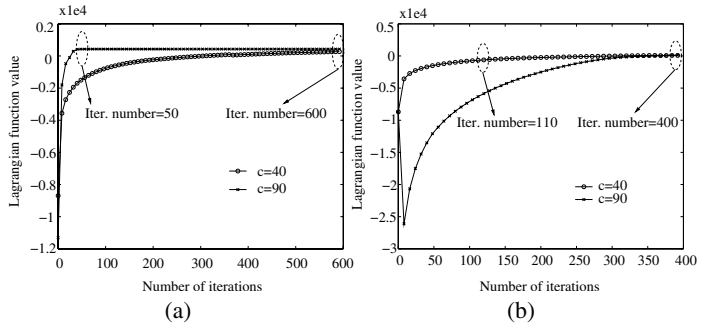 x1e4
0.2
0
−0.2
−0.4
−0.6
−0.8
−1
−1.2
Lagrangian function value
Iter. number=50
Iter. number=600
c=40
c=90
0 100 200 300 400 500 600
Number of iterations
(a)
x1e4
0.5
0
−0.5
−1
−1.5
−2
−2.5
−3
Lagrangian function value
Iter. number=110
Iter. number=400
c=40
c=90
0 50 100 150 200 250 300 350 400
Number of iterations
(b)